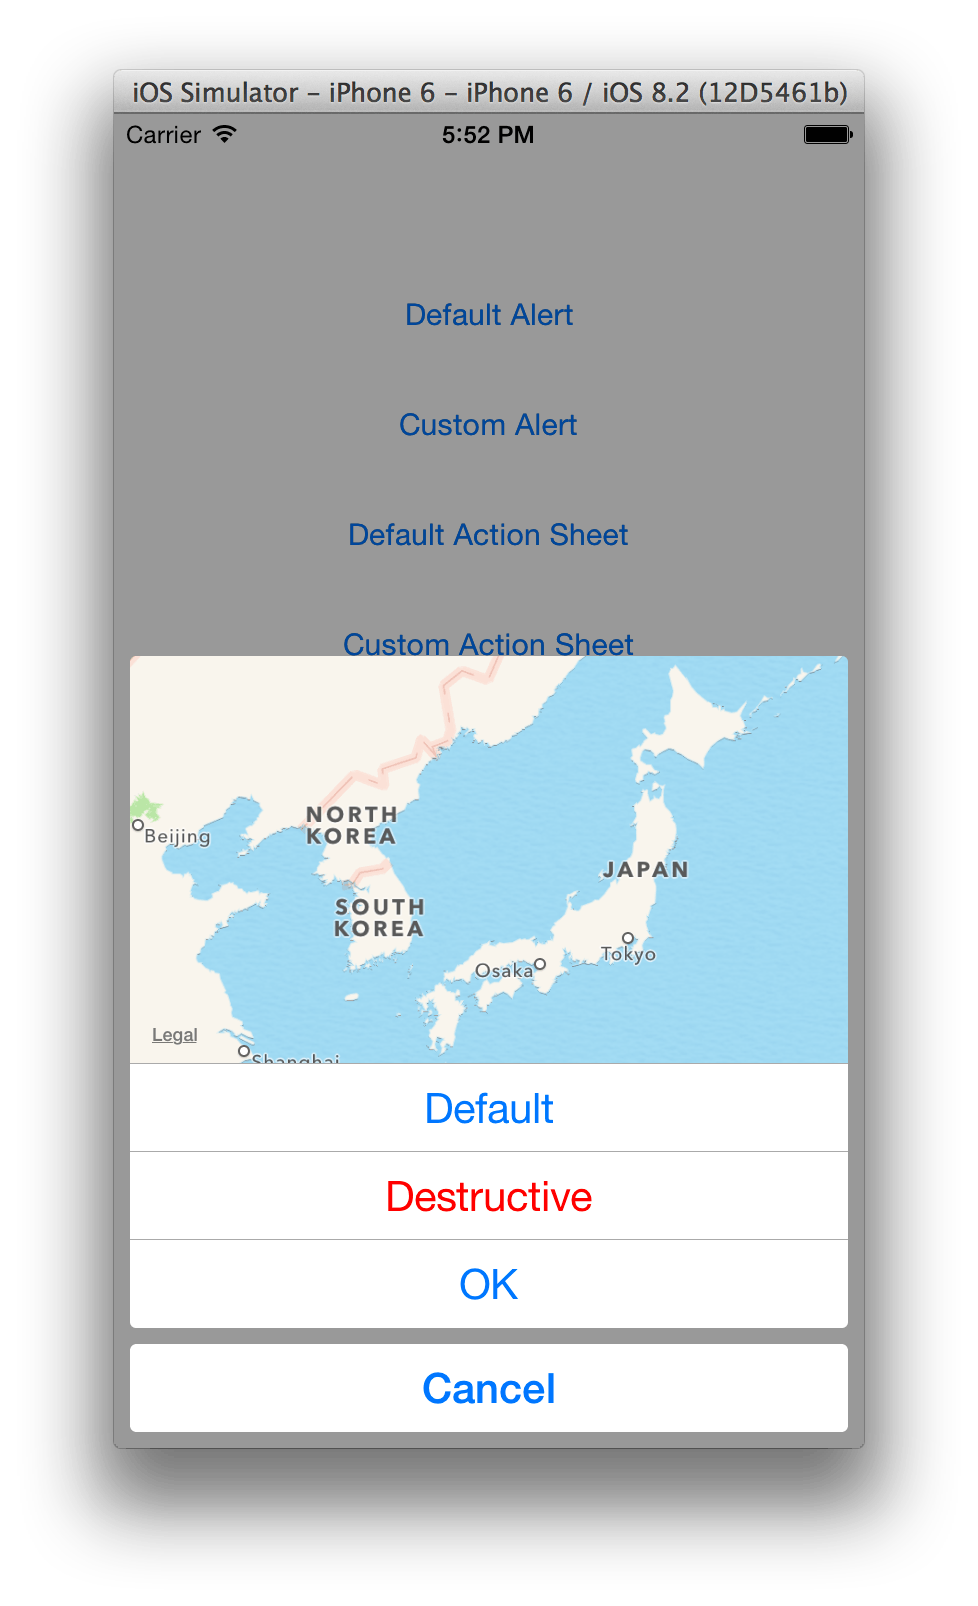 iOS Simulator – iPhone 6 – iPhone 6 / iOS 8.2 (12D5461b)
Carrier 5:52 PM
Default Alert
Custom Alert
Default Action Sheet
Custom Action Sheet
NORTH
KOREA
Beijing
JAPAN
SOUTH
KOREA
Tokyo
Osaka
Legal
Shanghai
Default
Destructive
OK
Cancel